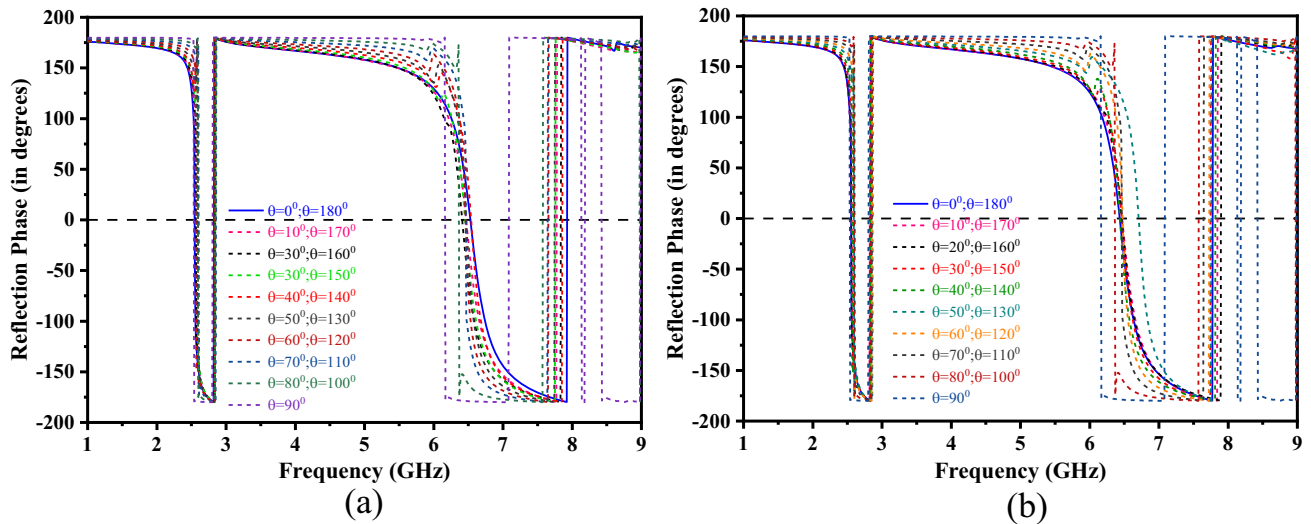 200
150
100
50
0
-50
-100
-150
-200
Reflection Phase (in degrees)
θ=0⁰;θ=180⁰
θ=10⁰;θ=170⁰
θ=30⁰;θ=160⁰
θ=30⁰;θ=150⁰
θ=40⁰;θ=140⁰
θ=50⁰;θ=130⁰
θ=60⁰;θ=120⁰
θ=70⁰;θ=110⁰
θ=80⁰;θ=100⁰
θ=90⁰
1 2 3 4 5 6 7 8 9
Frequency (GHz)
(a)
200
150
100
50
0
-50
-100
-150
-200
Reflection Phase (in degrees)
θ=0⁰;θ=180⁰
θ=10⁰;θ=170⁰
θ=20⁰;θ=160⁰
θ=30⁰;θ=150⁰
θ=40⁰;θ=140⁰
θ=50⁰;θ=130⁰
θ=60⁰;θ=120⁰
θ=70⁰;θ=110⁰
θ=80⁰;θ=100⁰
θ=90⁰
1 2 3 4 5 6 7 8 9
Frequency (GHz)
(b)